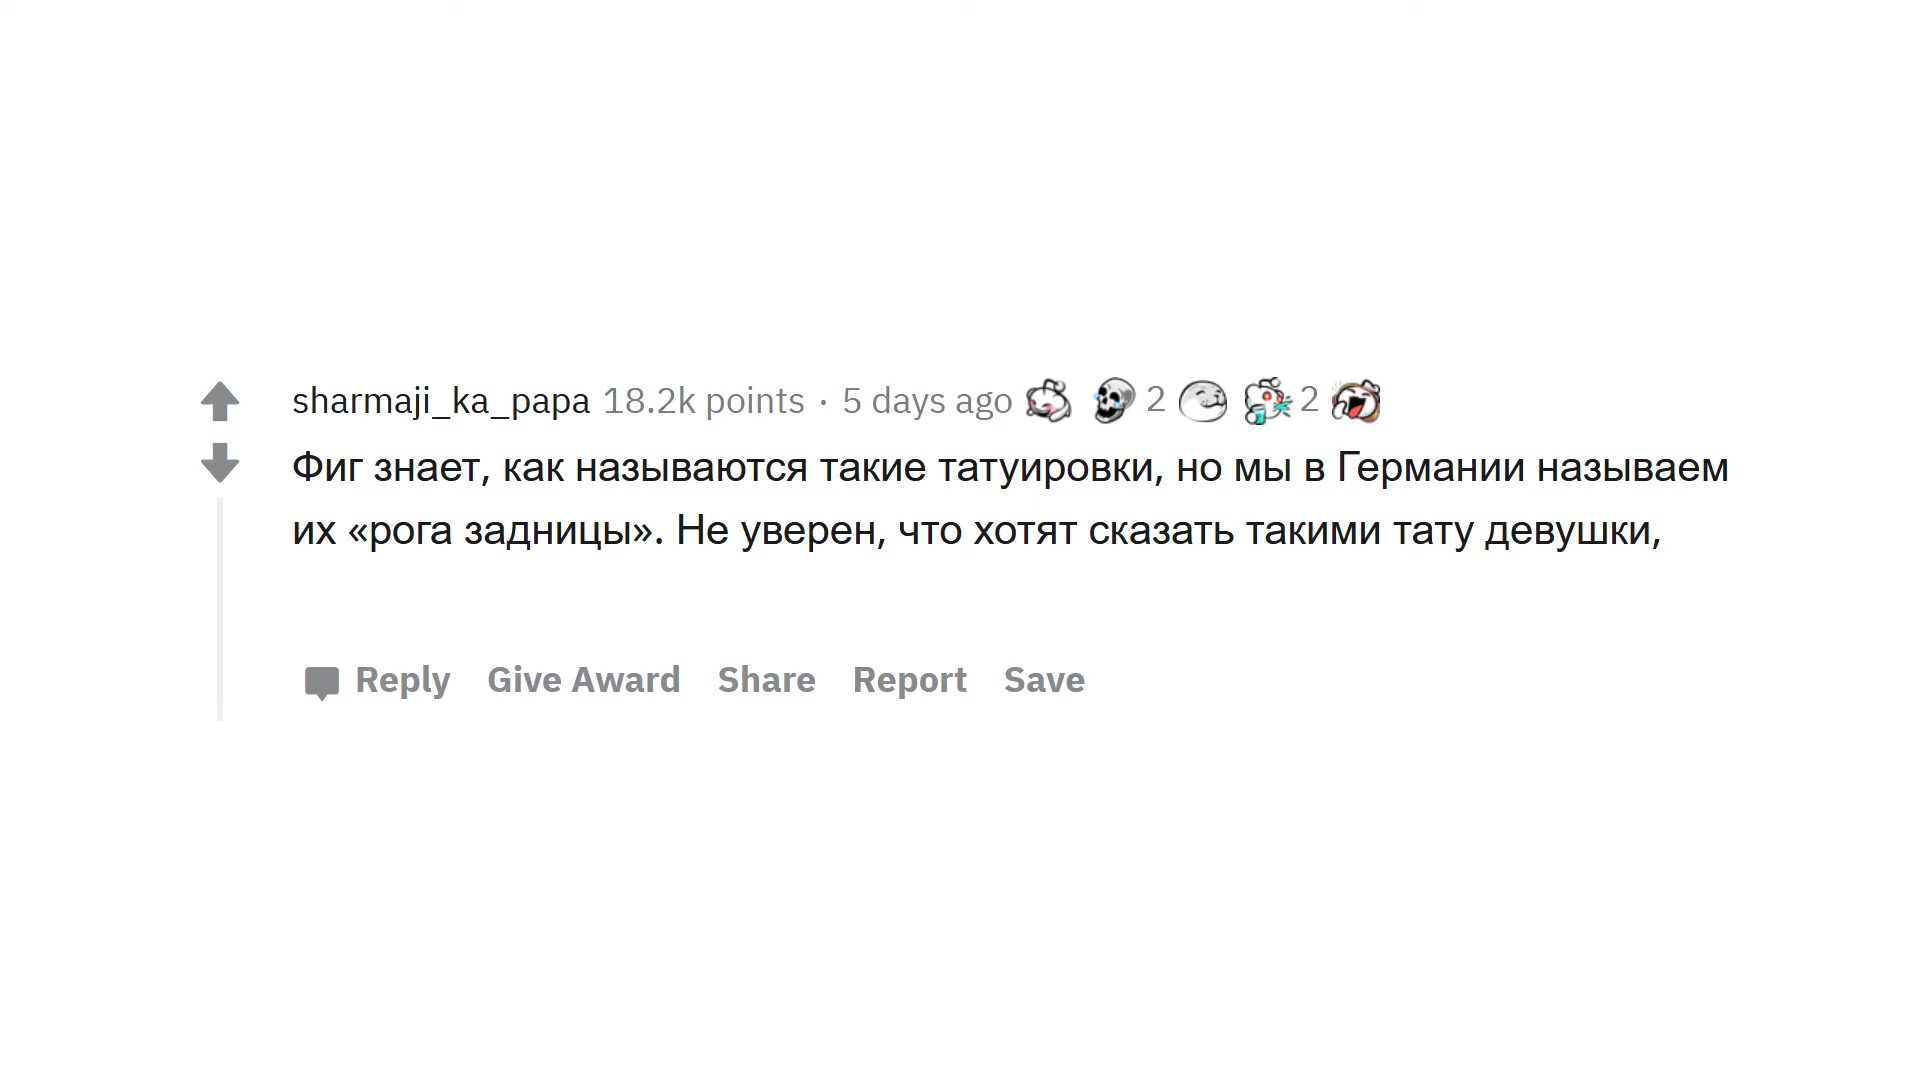 sharmaji_ka_papa 18.2k points · 5 days ago 2 2
Фиг знает, как называются такие татуировки, но мы в Германии называем
их «рога задницы». Не уверен, что хотят сказать такими тату девушки,
Reply Give Award Share Report Save